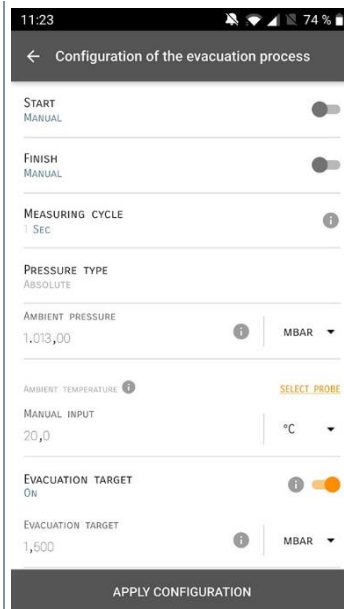 11:23
74 %
Configuration of the evacuation process
START
MANUAL
FINISH
MANUAL
MEASURING CYCLE
1 SEC
PRESSURE TYPE
ABSOLUTE
AMBIENT PRESSURE
1.013,00
MBAR
AMBIENT TEMPERATURE
SELECT PROBE
MANUAL INPUT
20,0
°C
EVACUATION TARGET
ON
EVACUATION TARGET
1,500
MBAR
APPLY CONFIGURATION